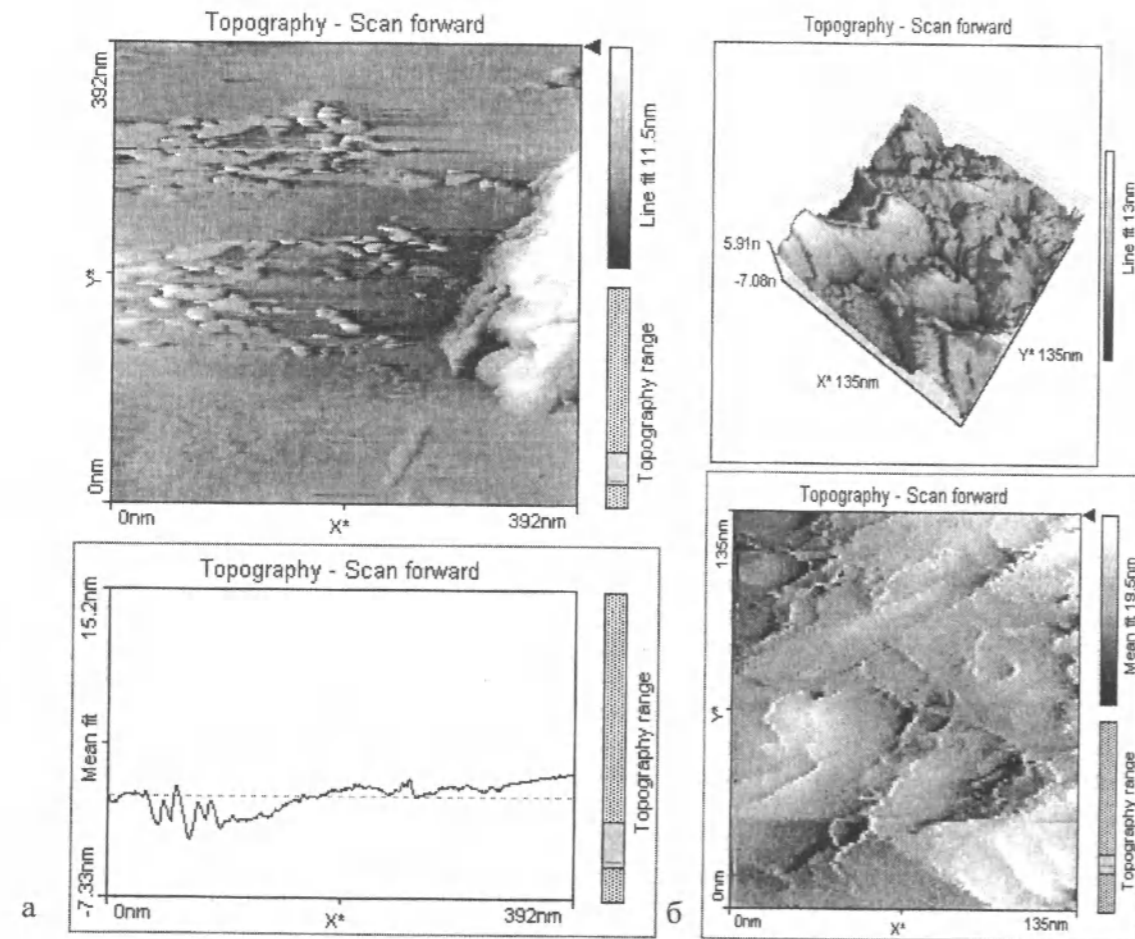 Topography - Scan forward
392nm
Y*
0nm
0nm
X*
392nm
Line fit 11.5nm
Topography range
Topography - Scan forward
15.2nm
Mean fit
-7.33nm
0nm
X*
392nm
Topography range
а
Topography - Scan forward
5.91n
-7.08n
X* 135nm
Y* 135nm
Line fit 13nm
Topography - Scan forward
135nm
Y*
0nm
0nm
X*
135nm
Mean fit 19.5nm
Topography range
б